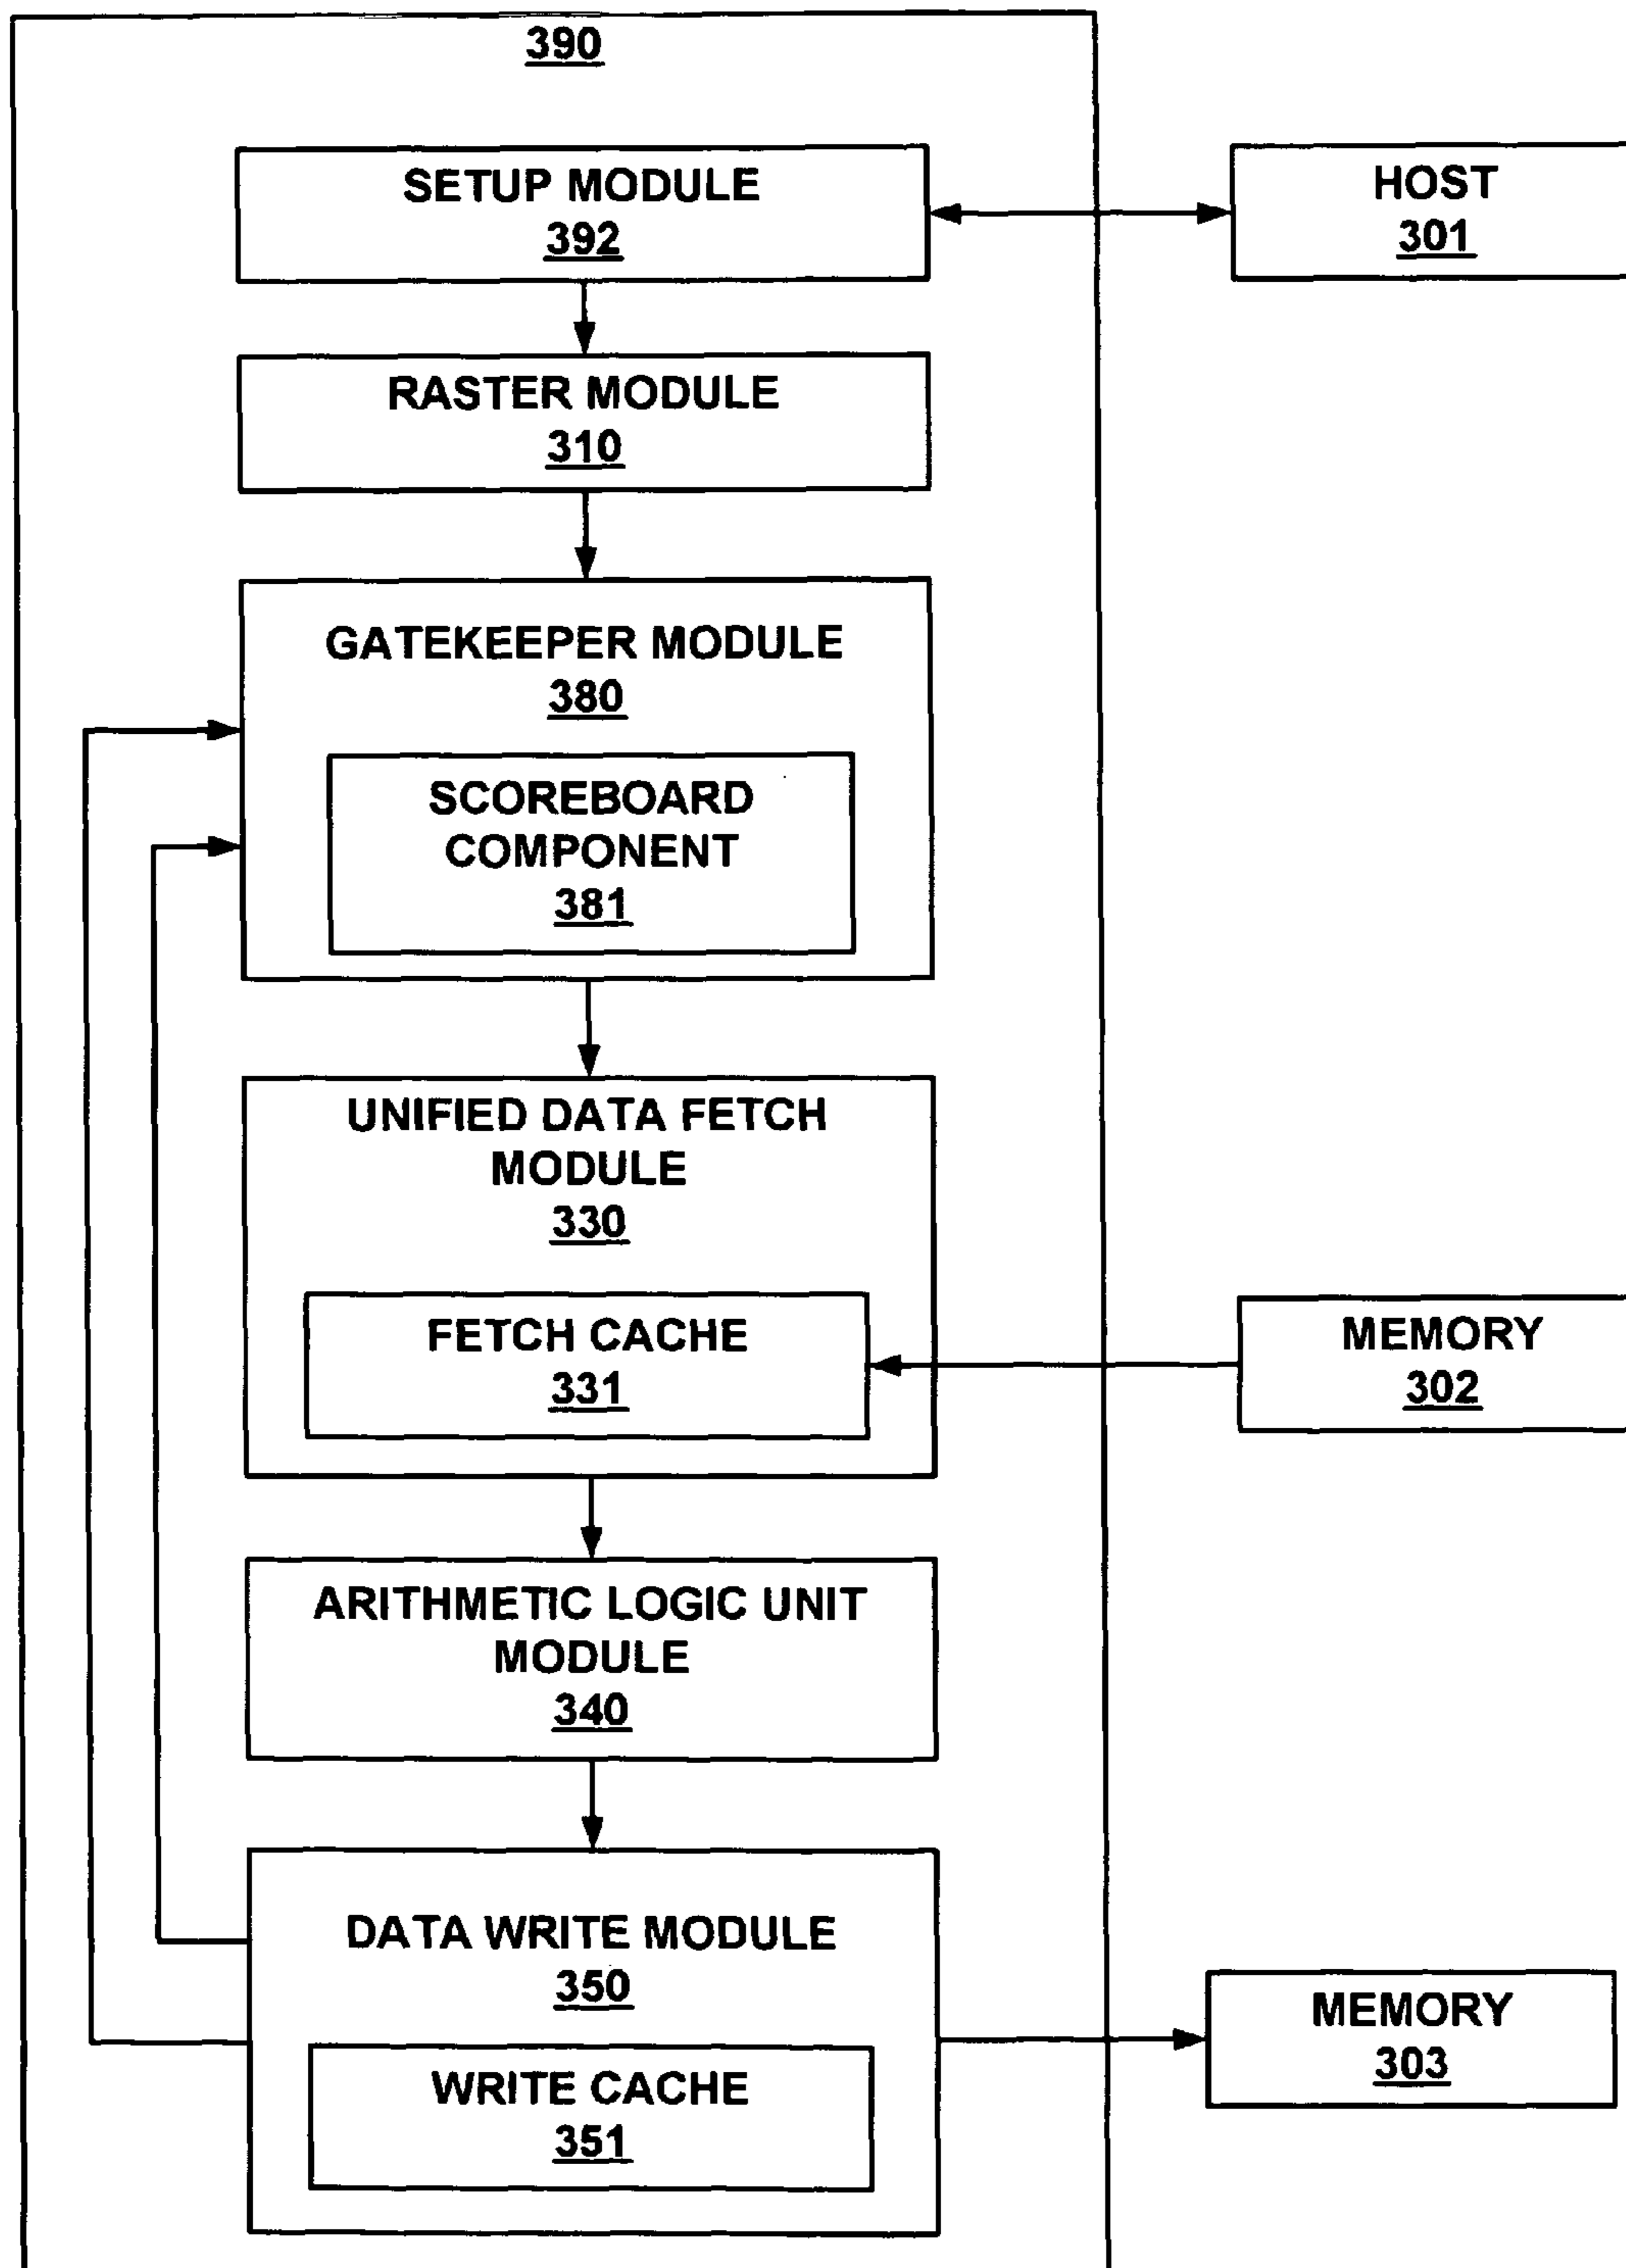 390
SETUP MODULE
392
HOST
301
RASTER MODULE
310
GATEKEEPER MODULE
380
SCOREBOARD
COMPONENT
381
UNIFIED DATA FETCH
MODULE
330
FETCH CACHE
331
MEMORY
302
ARITHMETIC LOGIC UNIT
MODULE
340
DATA WRITE MODULE
350
WRITE CACHE
351
MEMORY
303